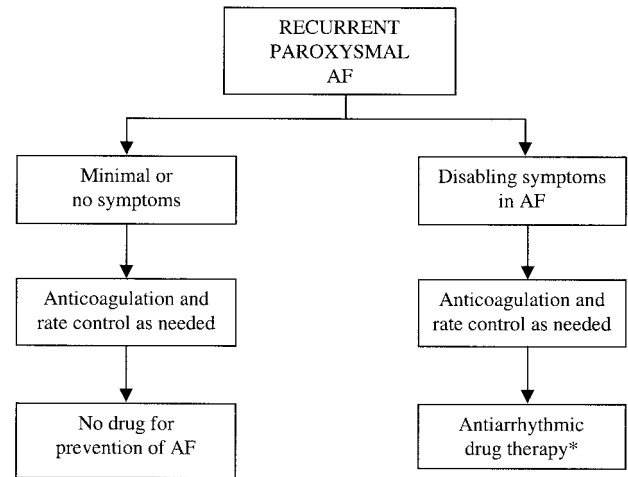 RECURRENT
PAROXYSMAL
AF
Minimal or
no symptoms
Disabling symptoms
in AF
Anticoagulation and
rate control as needed
Anticoagulation and
rate control as needed
No drug for
prevention of AF
Antiarrhythmic
drug therapy*